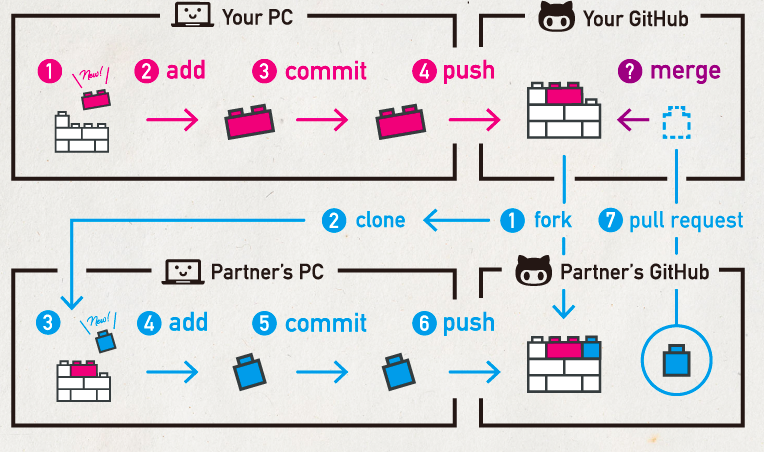 Your PC
Your GitHub
1 New! 2 add 3 commit 4 push ? merge
2 clone 1 fork 7 pull request
Partner's PC
Partner's GitHub
3 New! 4 add 5 commit 6 push